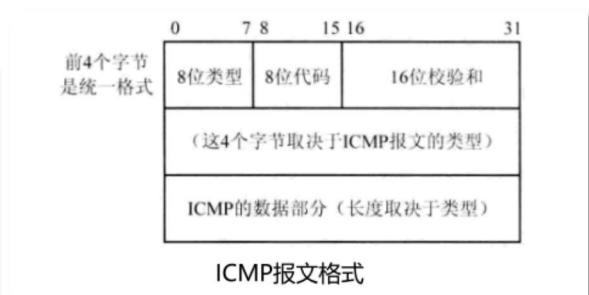 0 7 8 15 16 31
前4个字节
是统一格式
8位类型 8位代码 16位校验和
（这4个字节取决于ICMP报文的类型）
ICMP的数据部分（长度取决于类型）
ICMP报文格式